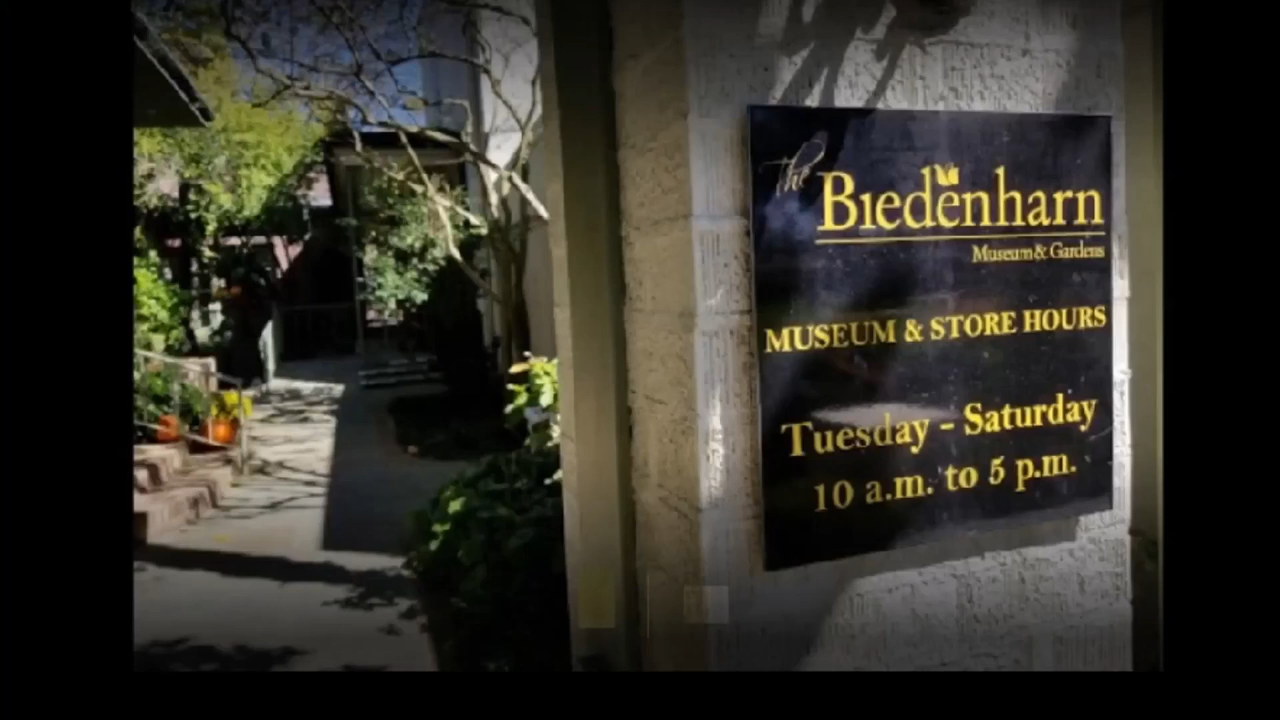 the Biedenharn
Museum & Gardens
MUSEUM & STORE HOURS
Tuesday - Saturday
10 a.m. to 5 p.m.